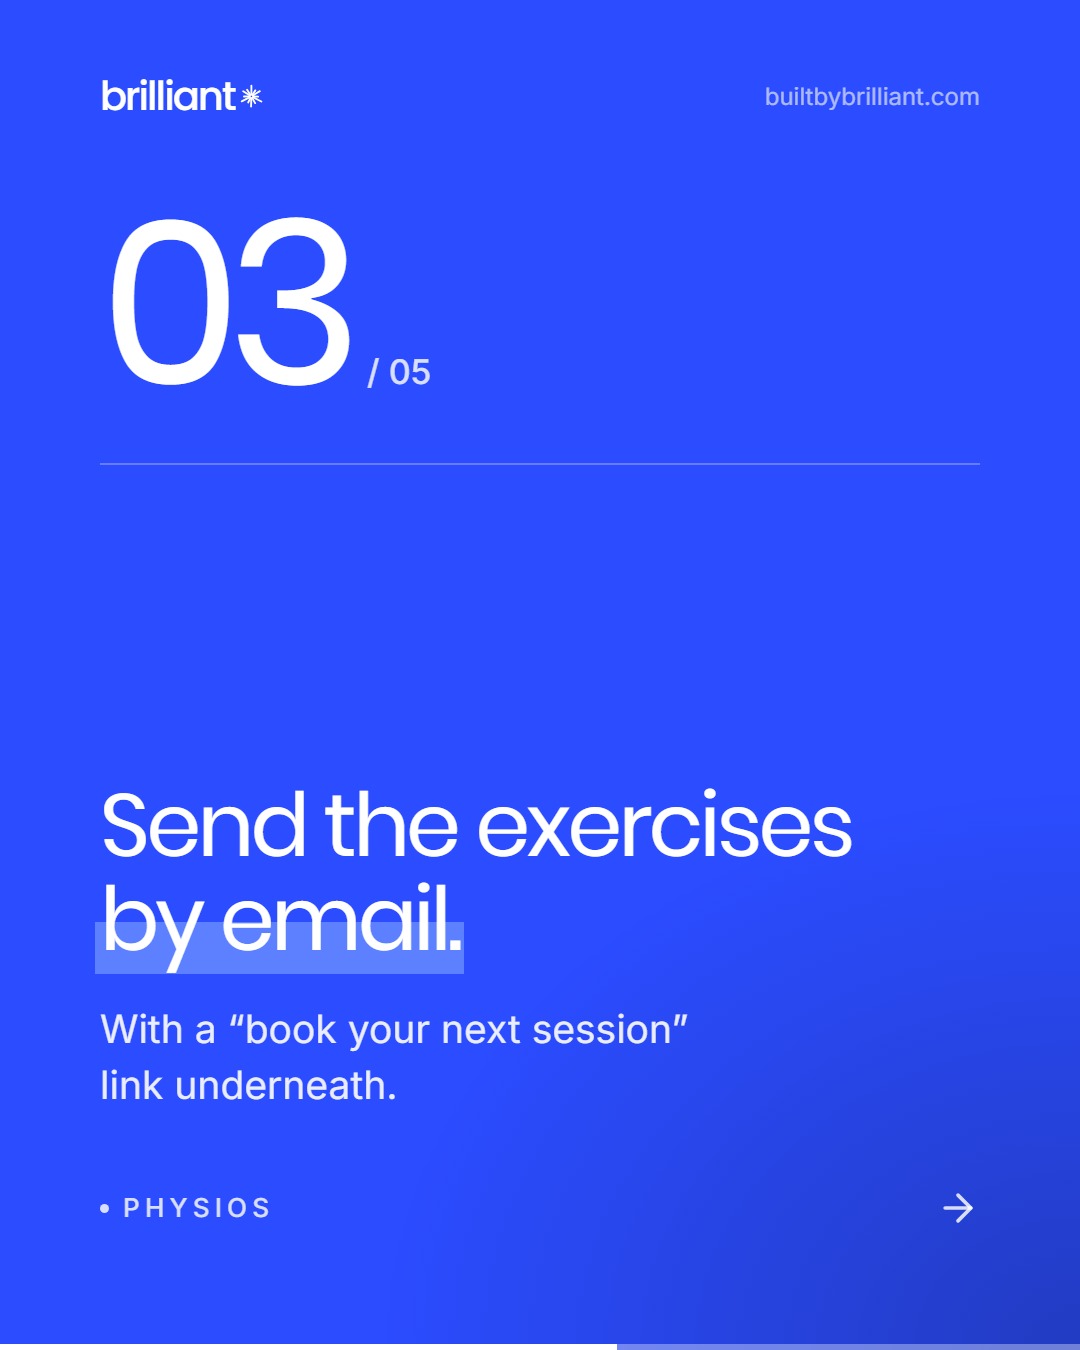 brilliant*
builtbybrilliant.com
03 / 05
Send the exercises
by email.
With a “book your next session”
link underneath.
• PHYSIOS
→